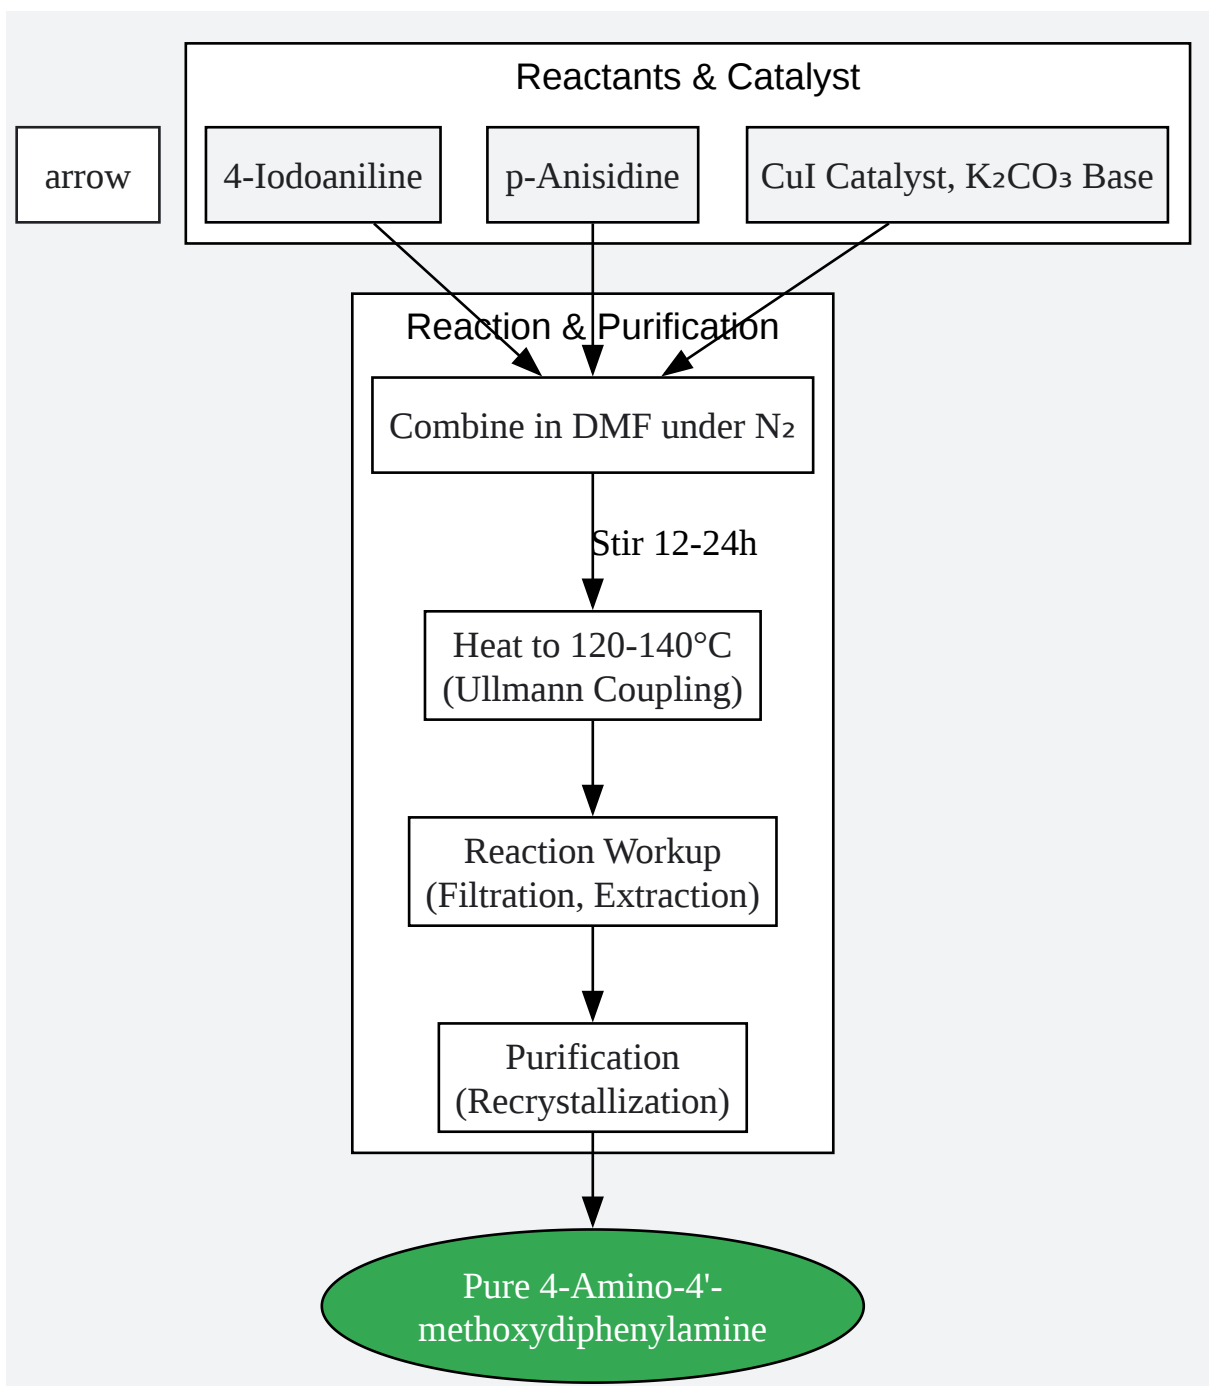 Reactants & Catalyst
arrow
4-Iodoaniline
p-Anisidine
CuI Catalyst, K₂CO₃ Base
Reaction & Purification
Combine in DMF under N₂
Stir 12-24h
Heat to 120-140°C
(Ullmann Coupling)
Reaction Workup
(Filtration, Extraction)
Purification
(Recrystallization)
Pure 4-Amino-4'-
methoxydiphenylamine